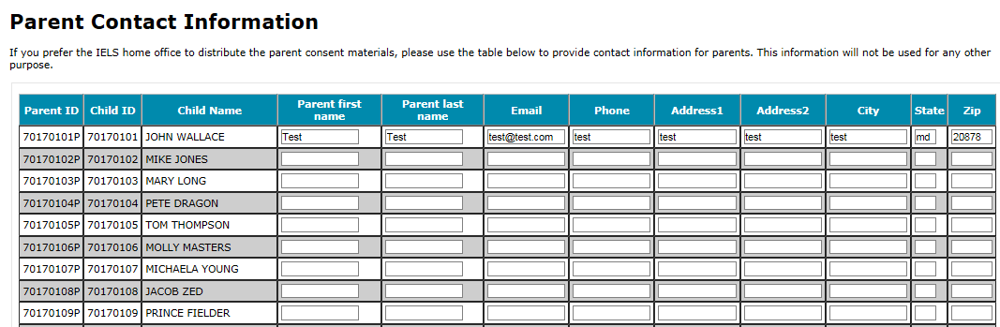 Parent Contact Information
If you prefer the IELS home office to distribute the parent consent materials, please use the table below to provide contact information for parents. This information will not be used for any other
purpose.
Parent ID Child ID Child Name Parent first name Parent last name Email Phone Address1 Address2 City State Zip
70170101P 70170101 JOHN WALLACE Test Test test@test.com test test test test md 20878
70170102P 70170102 MIKE JONES
70170103P 70170103 MARY LONG
70170104P 70170104 PETE DRAGON
70170105P 70170105 TOM THOMPSON
70170106P 70170106 MOLLY MASTERS
70170107P 70170107 MICHAELA YOUNG
70170108P 70170108 JACOB ZED
70170109P 70170109 PRINCE FIELDER